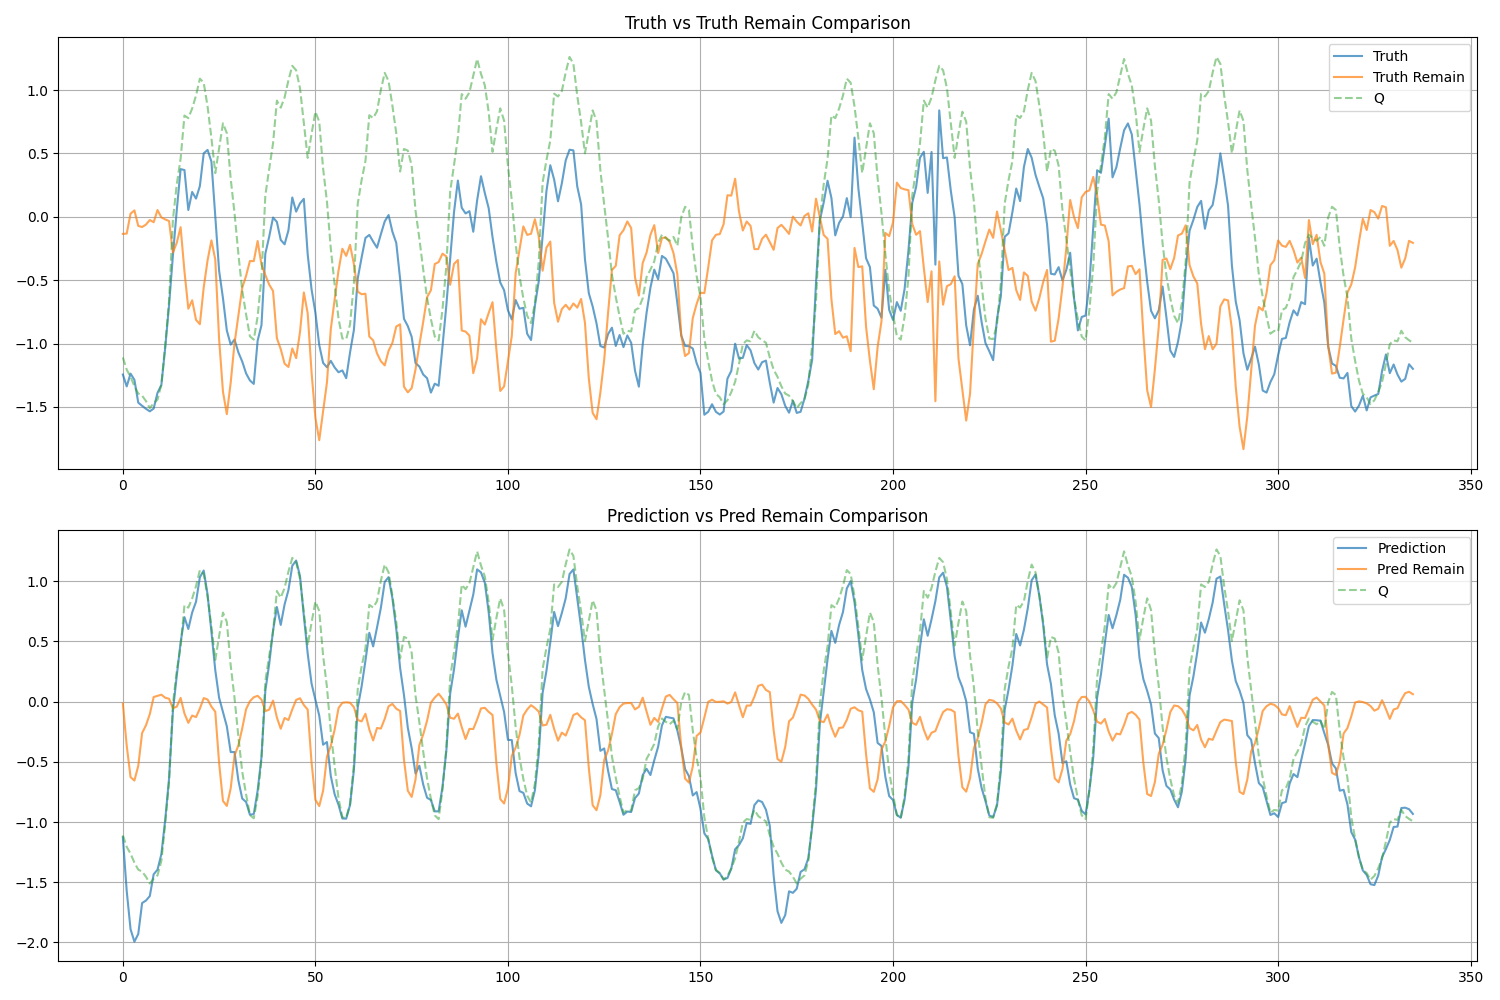 Truth vs Truth Remain Comparison
Truth
Truth Remain
Q
1.0
0.5
0.0
−0.5
−1.0
−1.5
0 50 100 150 200 250 300 350
Prediction vs Pred Remain Comparison
Prediction
Pred Remain
Q
1.0
0.5
0.0
−0.5
−1.0
−1.5
−2.0
0 50 100 150 200 250 300 350